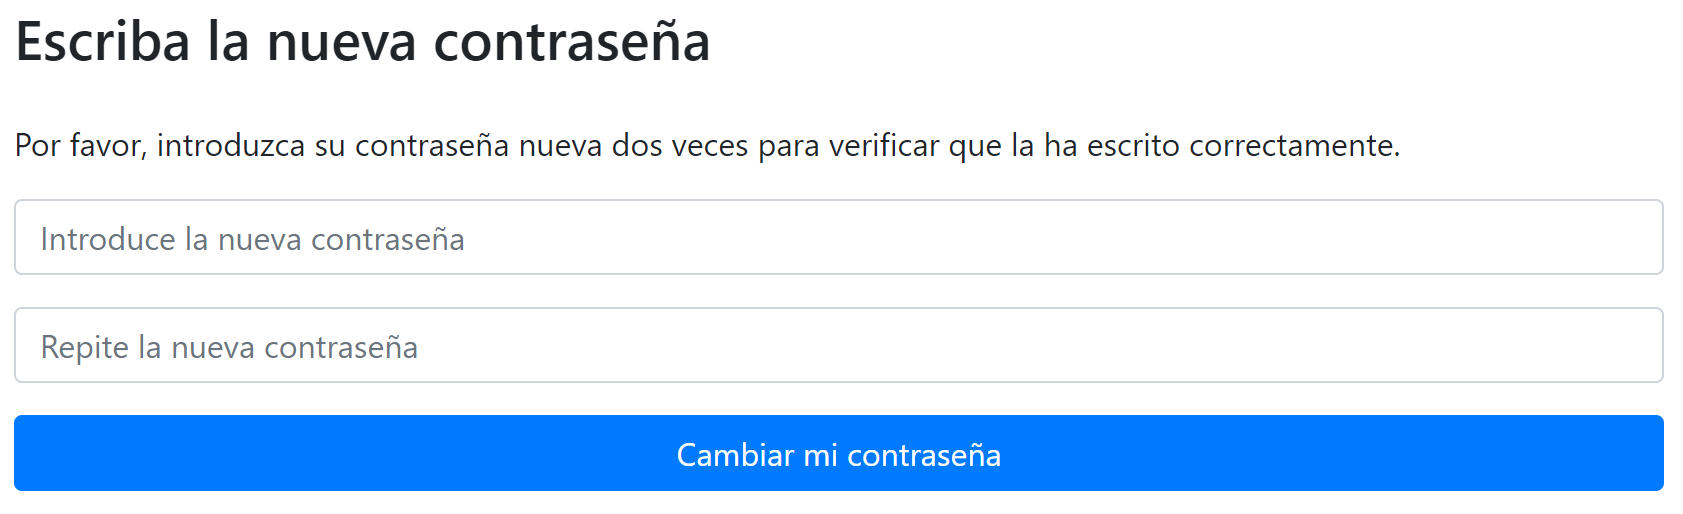 Escriba la nueva contraseña
Por favor, introduzca su contraseña nueva dos veces para verificar que la ha escrito correctamente.
Introduce la nueva contraseña
Repite la nueva contraseña
Cambiar mi contraseña